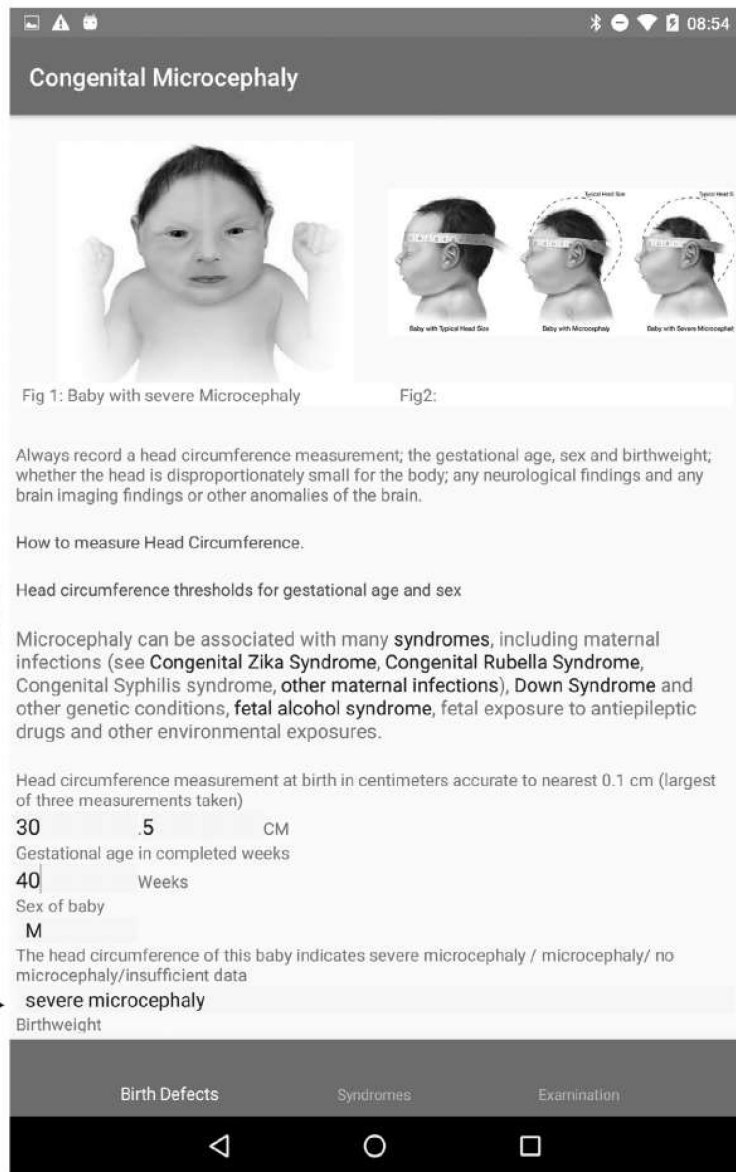 08:54
Congenital Microcephaly
Typical Head Size
Baby with Typical Head Size
Baby with Microcephaly
Baby with Severe Microcephal
Fig 1: Baby with severe Microcephaly
Fig2:
Always record a head circumference measurement; the gestational age, sex and birthweight;
whether the head is disproportionately small for the body; any neurological findings and any
brain imaging findings or other anomalies of the brain.
How to measure Head Circumference.
Head circumference thresholds for gestational age and sex
Microcephaly can be associated with many syndromes, including maternal
infections (see Congenital Zika Syndrome, Congenital Rubella Syndrome,
Congenital Syphilis syndrome, other maternal infections), Down Syndrome and
other genetic conditions, fetal alcohol syndrome, fetal exposure to antiepileptic
drugs and other environmental exposures.
Head circumference measurement at birth in centimeters accurate to nearest 0.1 cm (largest
of three measurements taken)
30 .5 CM
Gestational age in completed weeks
40 Weeks
Sex of baby
M
The head circumference of this baby indicates severe microcephaly / microcephaly/ no
microcephaly/insufficient data
severe microcephaly
Birthweight
Birth Defects Syndromes Examination